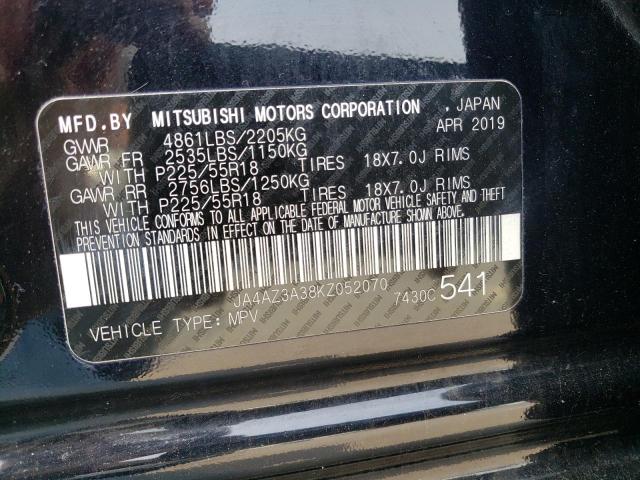 MFD.BY MITSUBISHI MOTORS CORPORATION , JAPAN
GVWR 4861LBS/2205KG APR 2019
GAWR FR 2535LBS/1150KG
WITH P225/55R18 TIRES 18X7.0J RIMS
GAWR RR 2756LBS/1250KG
WITH P225/55R18 TIRES 18X7.0J RIMS
THIS VEHICLE CONFORMS TO ALL APPLICABLE FEDERAL MOTOR VEHICLE SAFETY AND THEFT
PREVENTION STANDARDS IN EFFECT ON THE DATE OF MANUFACTURE SHOWN ABOVE.
JA4AZ3A38KZ052070 7430C 541
VEHICLE TYPE: MPV